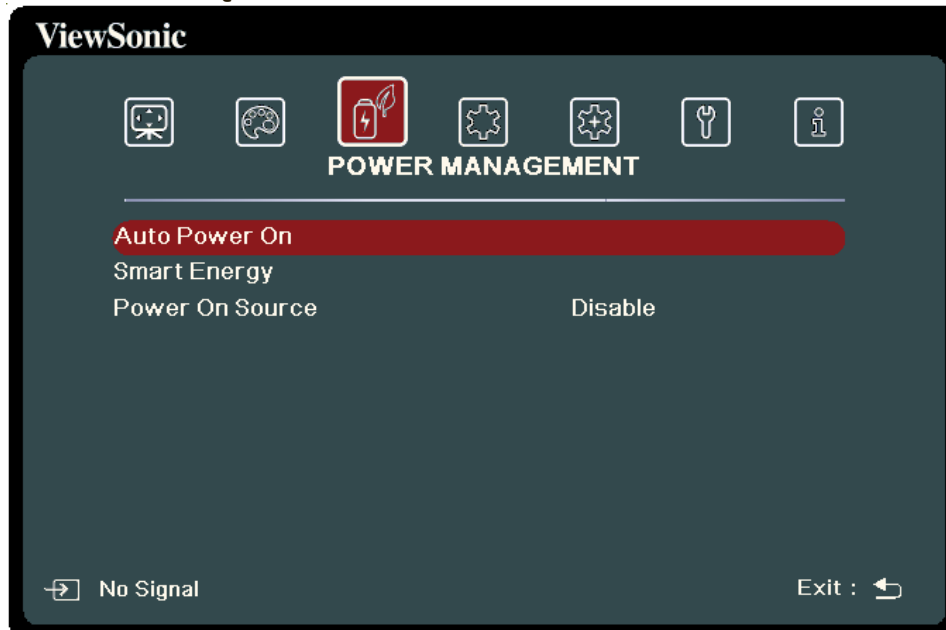 ViewSonic
POWER MANAGEMENT
Auto Power On
Smart Energy
Power On Source Disable
No Signal Exit :